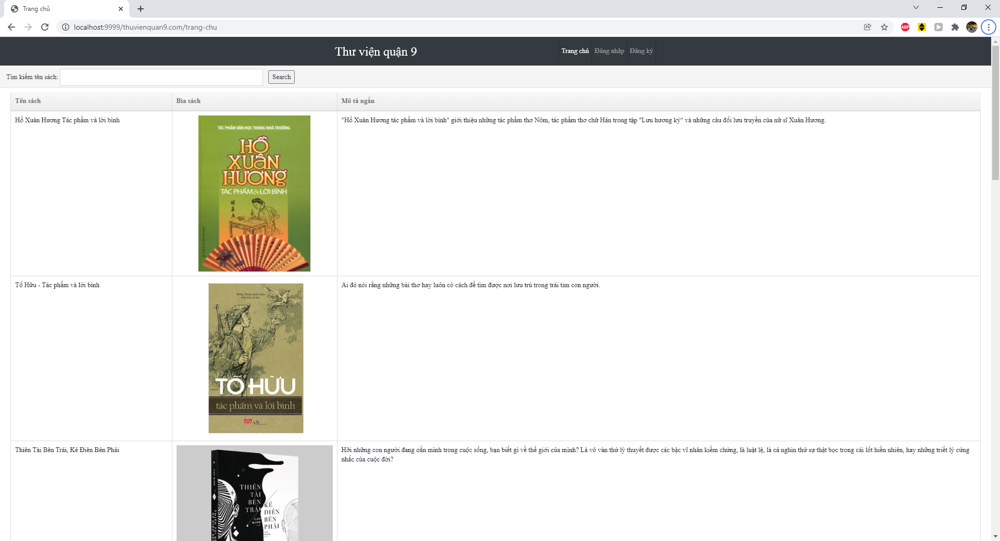 Trang chủ
localhost:9999/thuvienquan9.com/trang-chu
ABP
Thư viện quận 9
Trang chủ
Đăng nhập
Đăng ký
Tìm kiếm tên sách:
Search
Tên sách
Bìa sách
Mô tả ngắn
Hồ Xuân Hương Tác phẩm và lời bình
TÁC PHẨM VĂN HỌC TRONG NHÀ TRƯỜNG
HỒ
XUÂN
HƯƠNG
TÁC PHẨM & LỜI BÌNH
"Hồ Xuân Hương tác phẩm và lời bình" giới thiệu những tác phẩm thơ Nôm, tác phẩm thơ chữ Hán trong tập "Lưu hương ký" và những câu đối lưu truyền của nữ sĩ Xuân Hương.
Tố Hữu - Tác phẩm và lời bình
Hoàng Trung tuyển chọn
TỐ HỮU
tác phẩm và lời bình
vh
Ai đó nói rằng những bài thơ hay luôn có cách để tìm được nơi lưu trú trong trái tim con người.
Thiên Tài Bên Trái, Kẻ Điên Bên Phải
THIÊN
TÀI
BÊN
TRÁI
KẺ
ĐIÊN
BÊN
PHẢI
CAO
MINH
Hỡi những con người đang oằn mình trong cuộc sống, bạn biết gì về thế giới của mình? Là vô vàn thứ lý thuyết được các bậc vĩ nhân kiểm chứng, là luật lệ, là cả nghìn thứ sự thật bọc trong cái lốt hiển nhiên, hay những triết lý cứng
nhắc của cuộc đời?